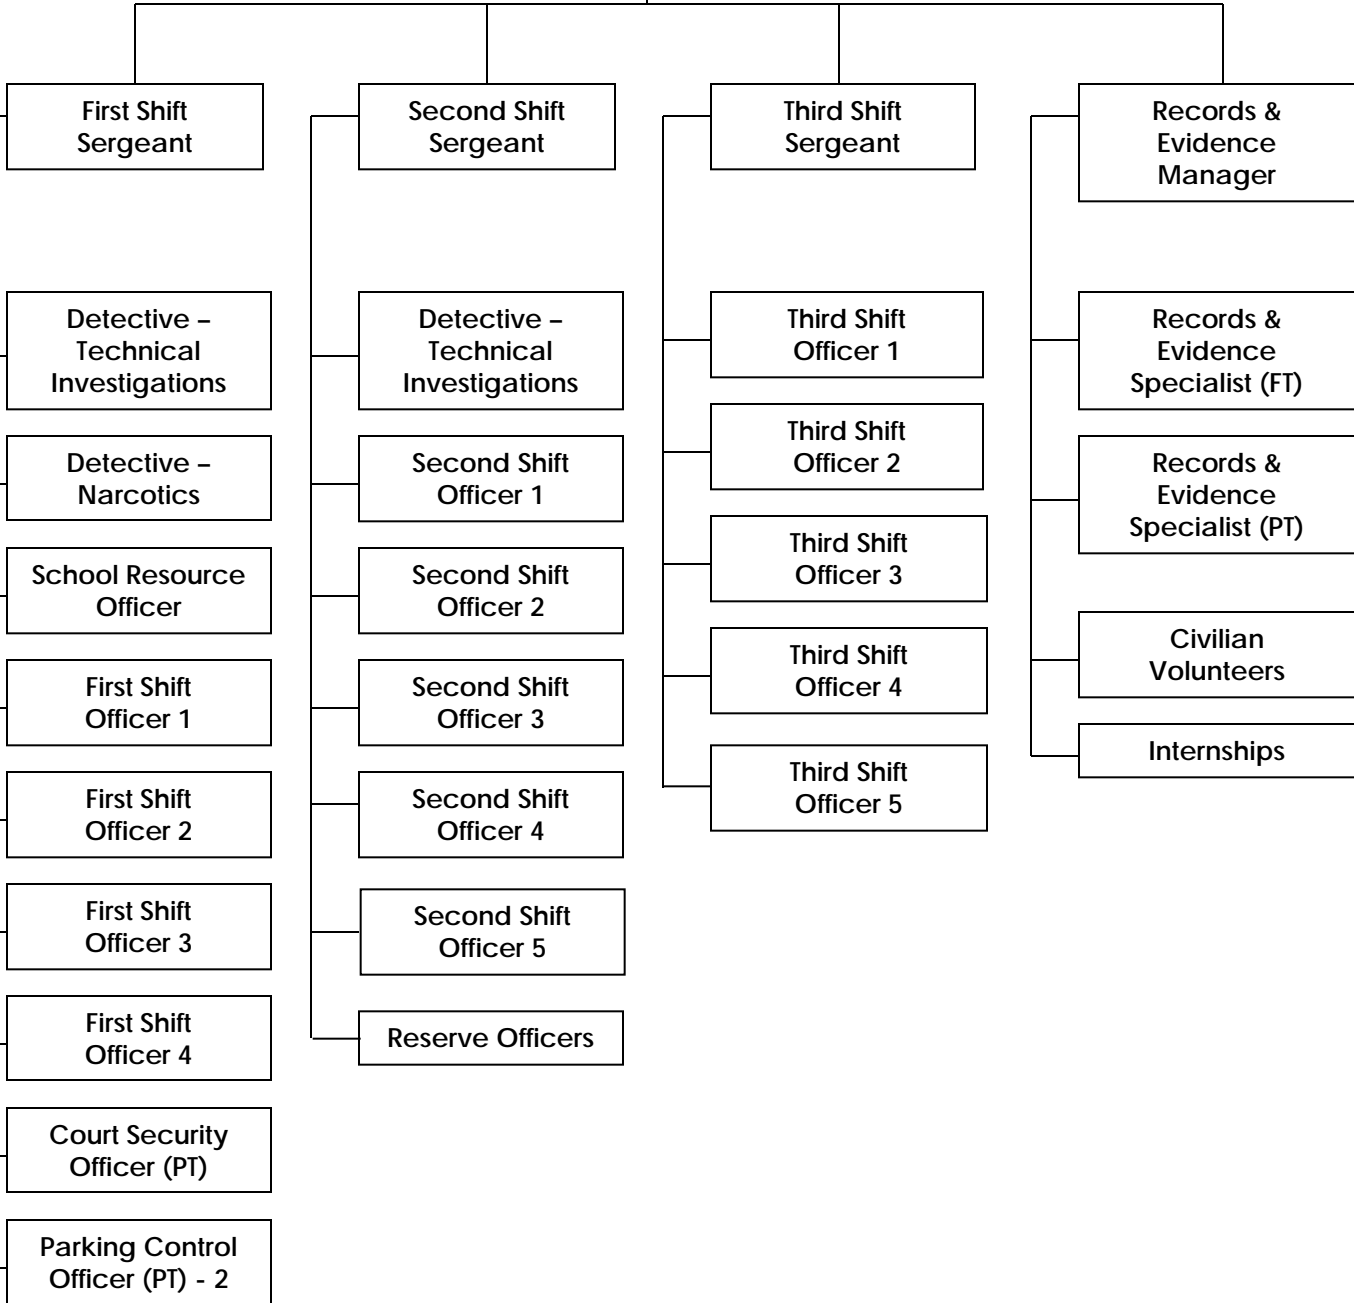 First Shift
Sergeant
Detective –
Technical
Investigations
Detective –
Narcotics
School Resource
Officer
First Shift
Officer 1
First Shift
Officer 2
First Shift
Officer 3
First Shift
Officer 4
Court Security
Officer (PT)
Parking Control
Officer (PT) - 2
Second Shift
Sergeant
Detective –
Technical
Investigations
Second Shift
Officer 1
Second Shift
Officer 2
Second Shift
Officer 3
Second Shift
Officer 4
Second Shift
Officer 5
Reserve Officers
Third Shift
Sergeant
Third Shift
Officer 1
Third Shift
Officer 2
Third Shift
Officer 3
Third Shift
Officer 4
Third Shift
Officer 5
Records &
Evidence
Manager
Records &
Evidence
Specialist (FT)
Records &
Evidence
Specialist (PT)
Civilian
Volunteers
Internships